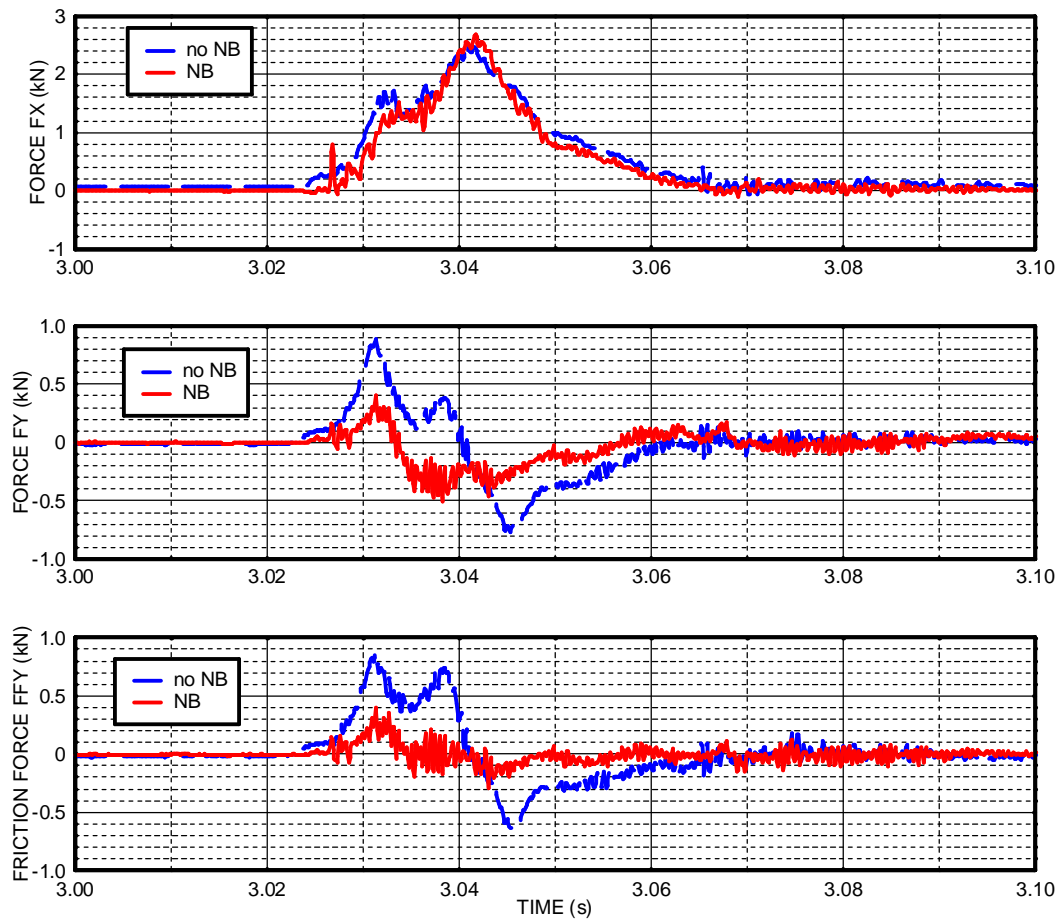 3
2
1
0
-1
FORCE FX (kN)
no NB
NB
3.00 3.02 3.04 3.06 3.08 3.10
1.0
0.5
0
-0.5
-1.0
FORCE FY (kN)
no NB
NB
3.00 3.02 3.04 3.06 3.08 3.10
1.0
0.5
0
-0.5
-1.0
FRICTION FORCE FFY (kN)
no NB
NB
3.00 3.02 3.04 3.06 3.08 3.10
TIME (s)